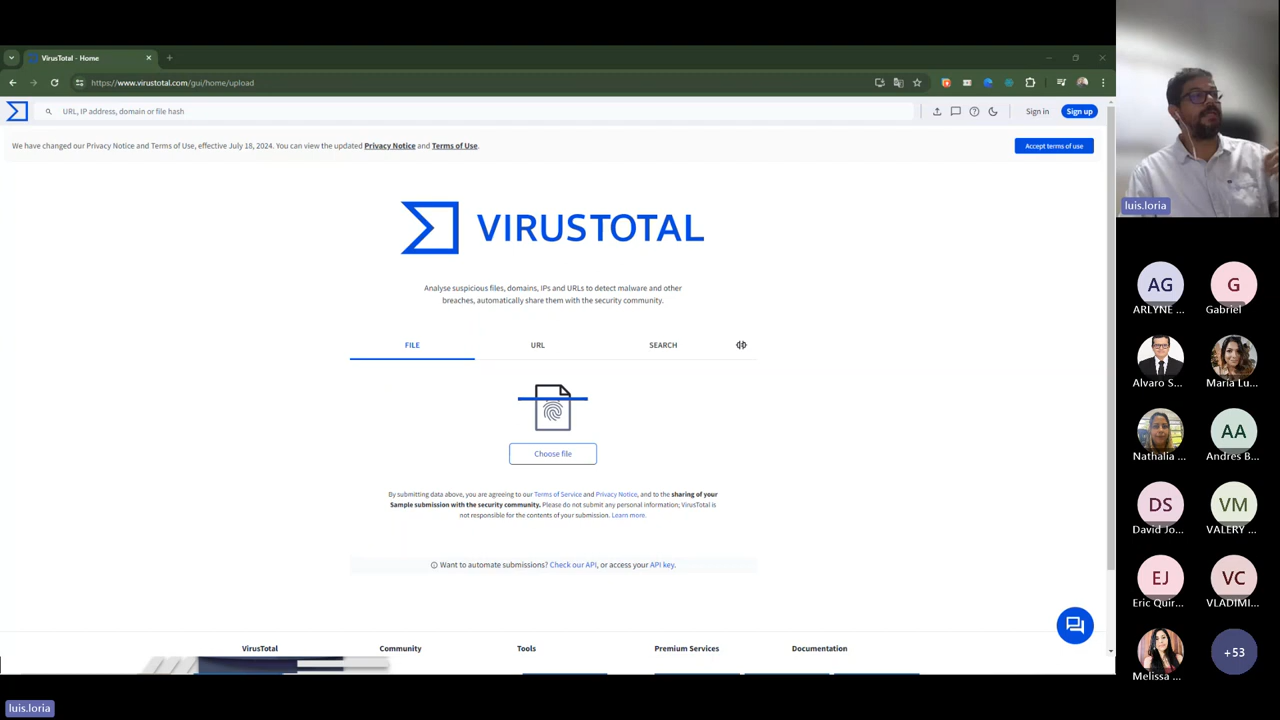 VirusTotal - Home
https://www.virustotal.com/gui/home/upload
URL, IP address, domain or file hash
Sign in
Sign up
We have changed our Privacy Notice and Terms of Use, effective July 18, 2024. You can view the updated Privacy Notice and Terms of Use.
Accept terms of use
VIRUSTOTAL
Analyse suspicious files, domains, IPs and URLs to detect malware and other
breaches, automatically share them with the security community.
FILE
URL
SEARCH
Choose file
By submitting data above, you are agreeing to our Terms of Service and Privacy Notice, and to the sharing of your
Sample submission with the security community. Please do not submit any personal information; VirusTotal is
not responsible for the contents of your submission. Learn more.
Want to automate submissions? Check our API, or access your API key.
VirusTotal
Community
Tools
Premium Services
Documentation
luis.loria
AG
ARLYNE ...
G
Gabriel
Alvaro S...
María Lu...
Nathalia ...
AA
Andres B...
DS
David Jo...
VM
VALERY ...
EJ
Eric Quir...
VC
VLADIMI...
Melissa ...
+53
luis.loria